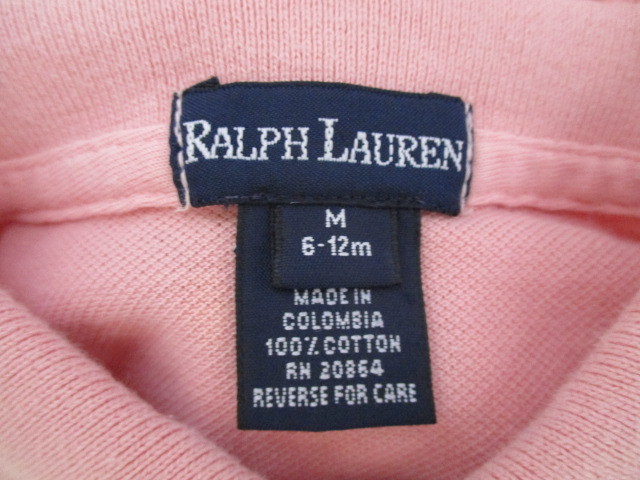 RALPH LAUREN
M
6-12m
MADE IN
COLOMBIA
100% COTTON
RN 20864
REVERSE FOR CARE